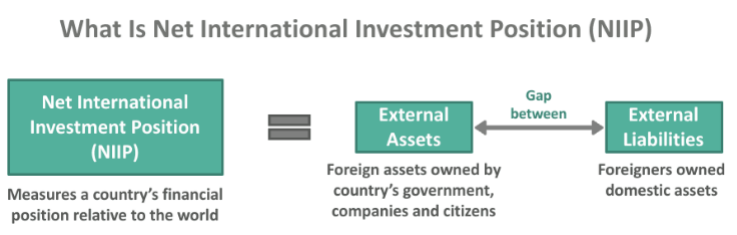 What Is Net International Investment Position (NIIP)
Net International
Investment Position
(NIIP)
Measures a country's financial
position relative to the world
External
Assets
Foreign assets owned by
country's government,
companies and citizens
Gap
between
External
Liabilities
Foreigners owned
domestic assets